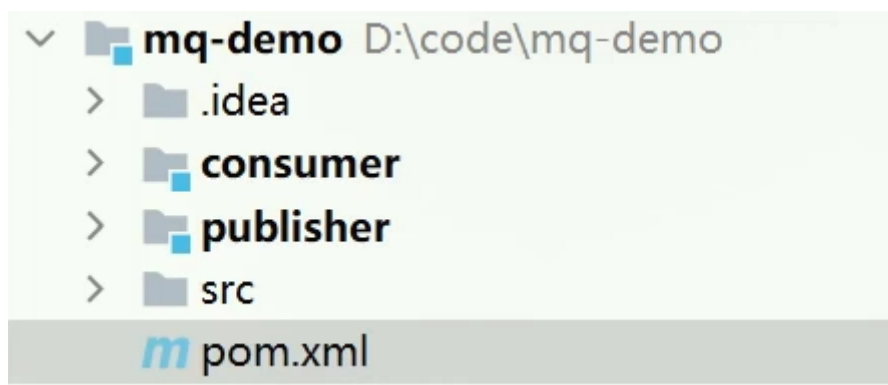 mq-demo D:\code\mq-demo
.idea
consumer
publisher
src
pom.xml